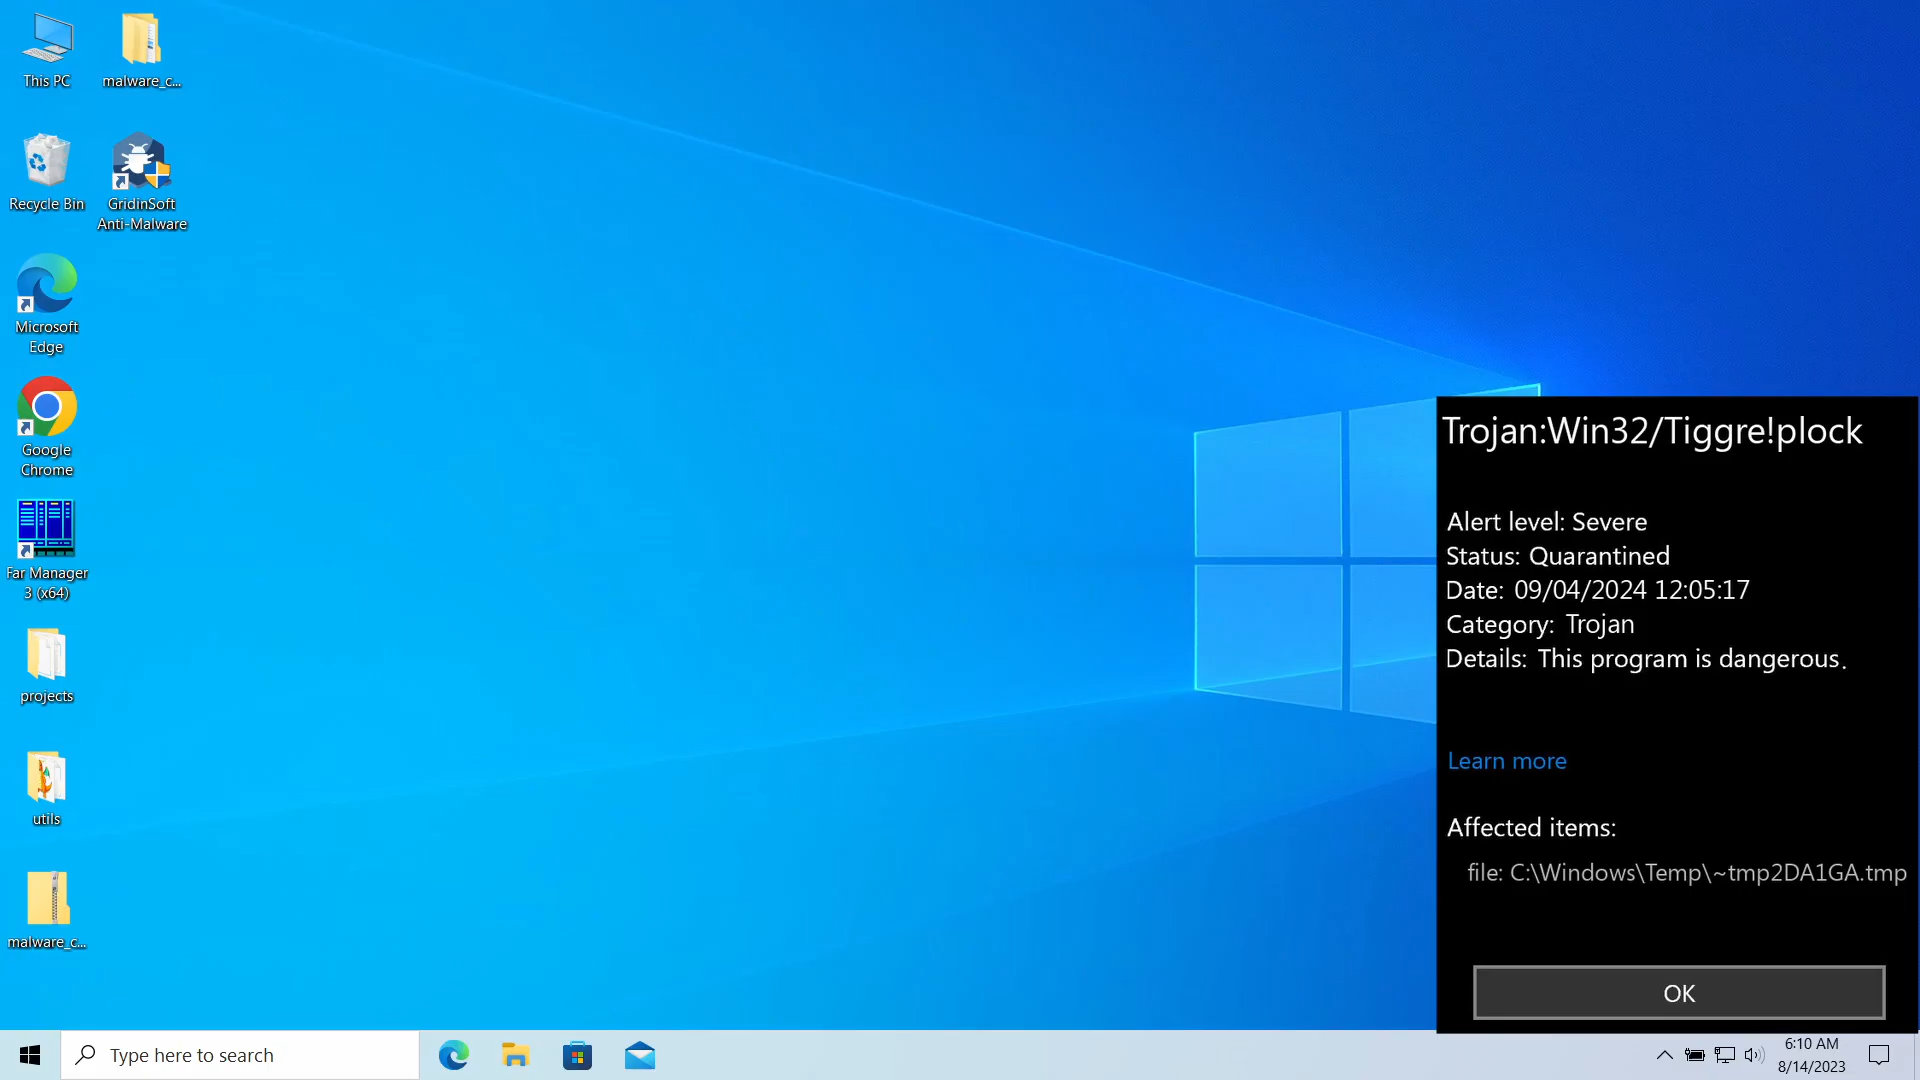 This PC
malware_c...
Recycle Bin
GridinSoft
Anti-Malware
Microsoft
Edge
Google
Chrome
Far Manager
3 (x64)
projects
utils
malware_c...
Trojan:Win32/Tiggre!plock
Alert level: Severe
Status: Quarantined
Date: 09/04/2024 12:05:17
Category: Trojan
Details: This program is dangerous.
Learn more
Affected items:
file: C:\Windows\Temp\~tmp2DA1GA.tmp
OK
Type here to search
6:10 AM
8/14/2023